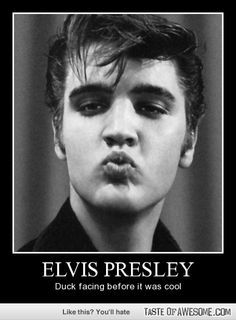 ELVIS PRESLEY
Duck facing before it was cool
Like this? You'll hate TASTE OF AWESOME.COM